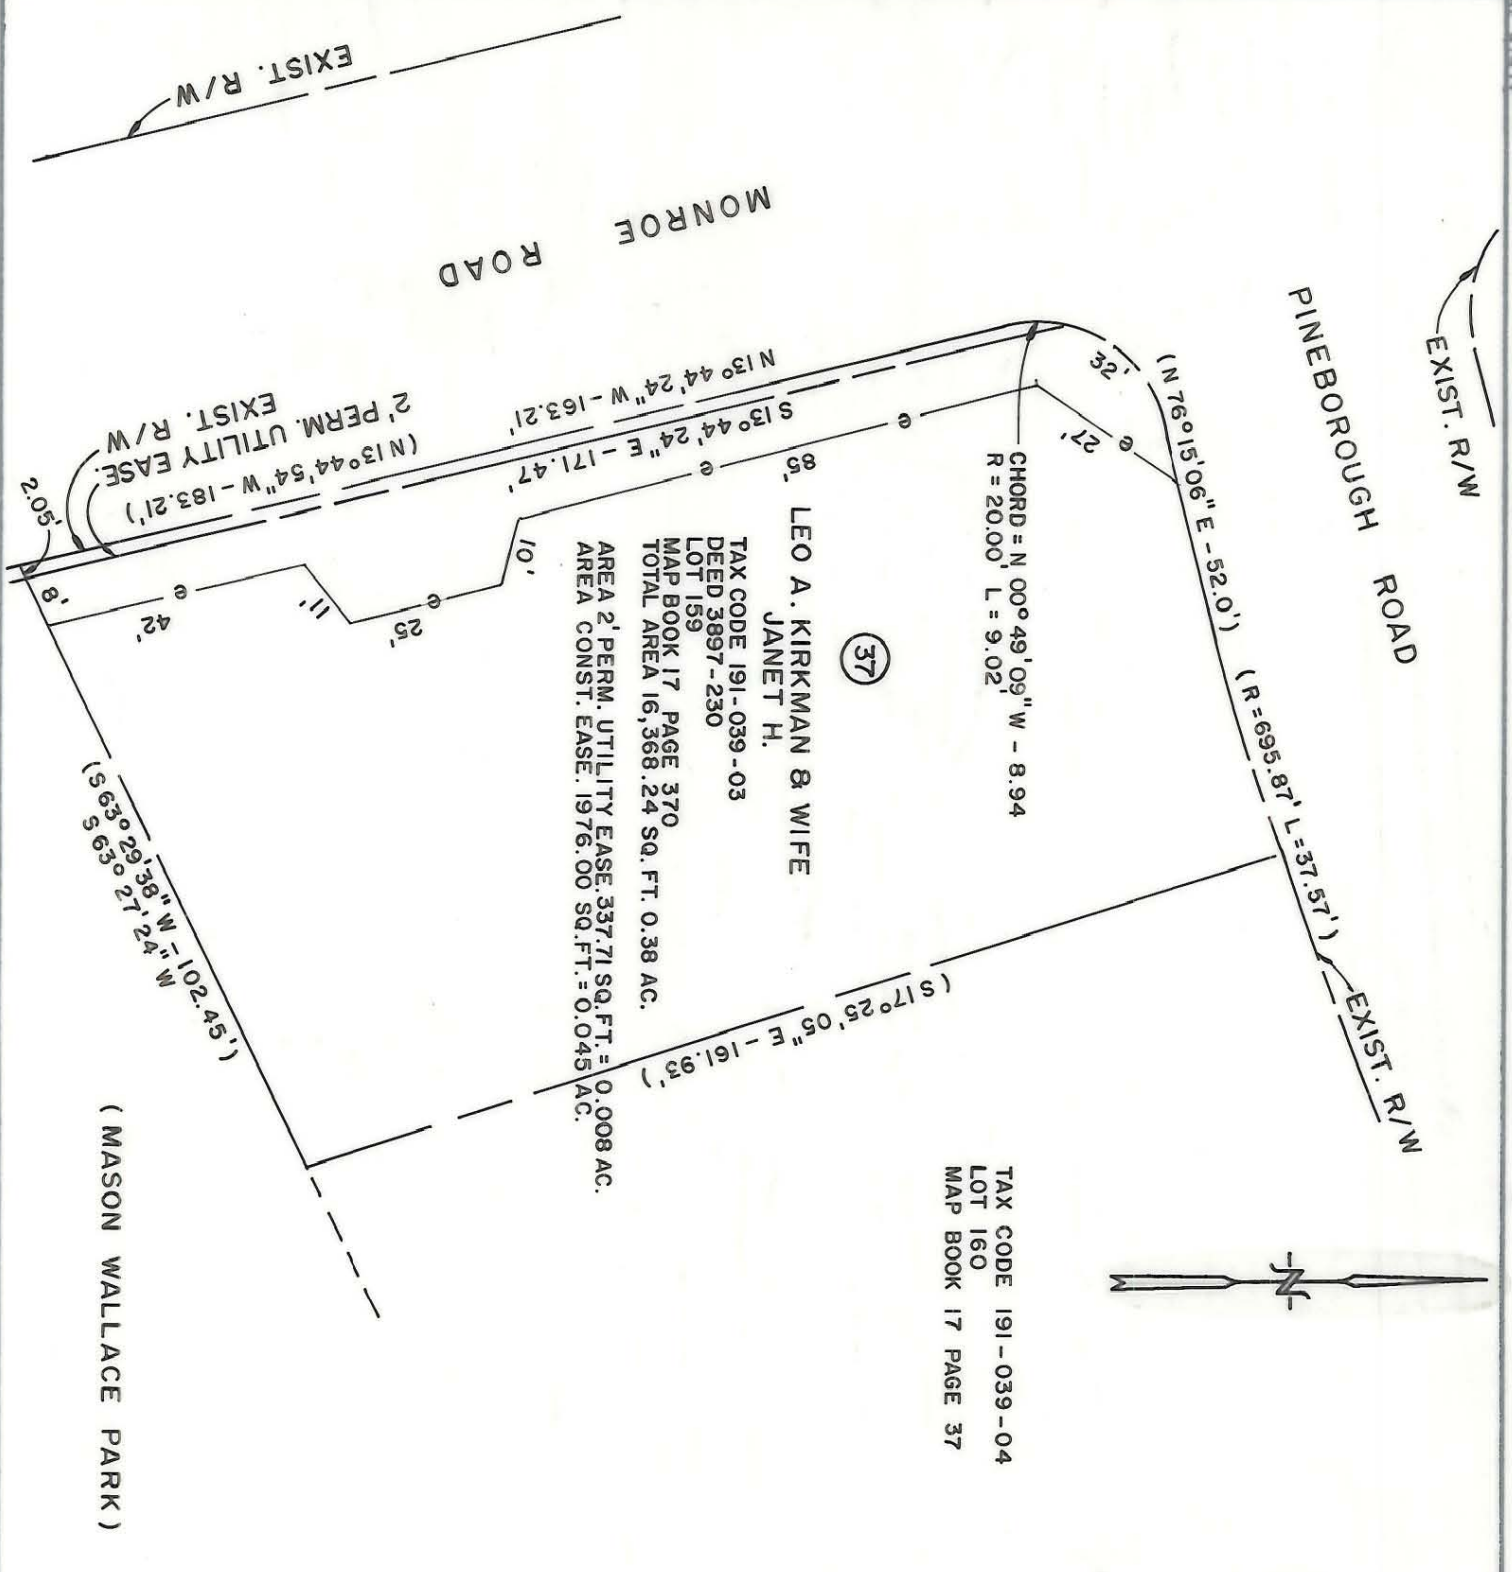 EXIST. R/W
MONROE ROAD
PINEBOROUGH ROAD
EXIST. R/W
(N 76° 15' 06" E - 52.0')
(R = 695.87' L = 37.57')
EXIST. R/W
32'
27'
e
CHORD = N 00° 49' 09" W - 8.94'
R = 20.00' L = 9.02'
N 13° 44' 24" W - 163.21'
S 13° 44' 24" E - 171.47'
(N 13° 44' 54" W - 183.21')
2' PERM. UTILITY EASE.
EXIST. R/W
2.05'
8'
e
42'
11'
e
25'
10'
e
85'
e
37
LEO A. KIRKMAN & WIFE
JANET H.
TAX CODE 191-039-03
DEED 3897-230
LOT 159
MAP BOOK 17 PAGE 370
TOTAL AREA 16,368.24 SQ. FT. 0.38 AC.
AREA 2' PERM. UTILITY EASE. 337.71 SQ. FT. = 0.008 AC.
AREA CONST. EASE. 1976.00 SQ. FT. = 0.045 AC.
(S 17° 25' 05" E - 161.93')
(S 63° 29' 38" W - 102.45')
S 63° 27' 24" W
(MASON WALLACE PARK)
TAX CODE 191-039-04
LOT 160
MAP BOOK 17 PAGE 37
N